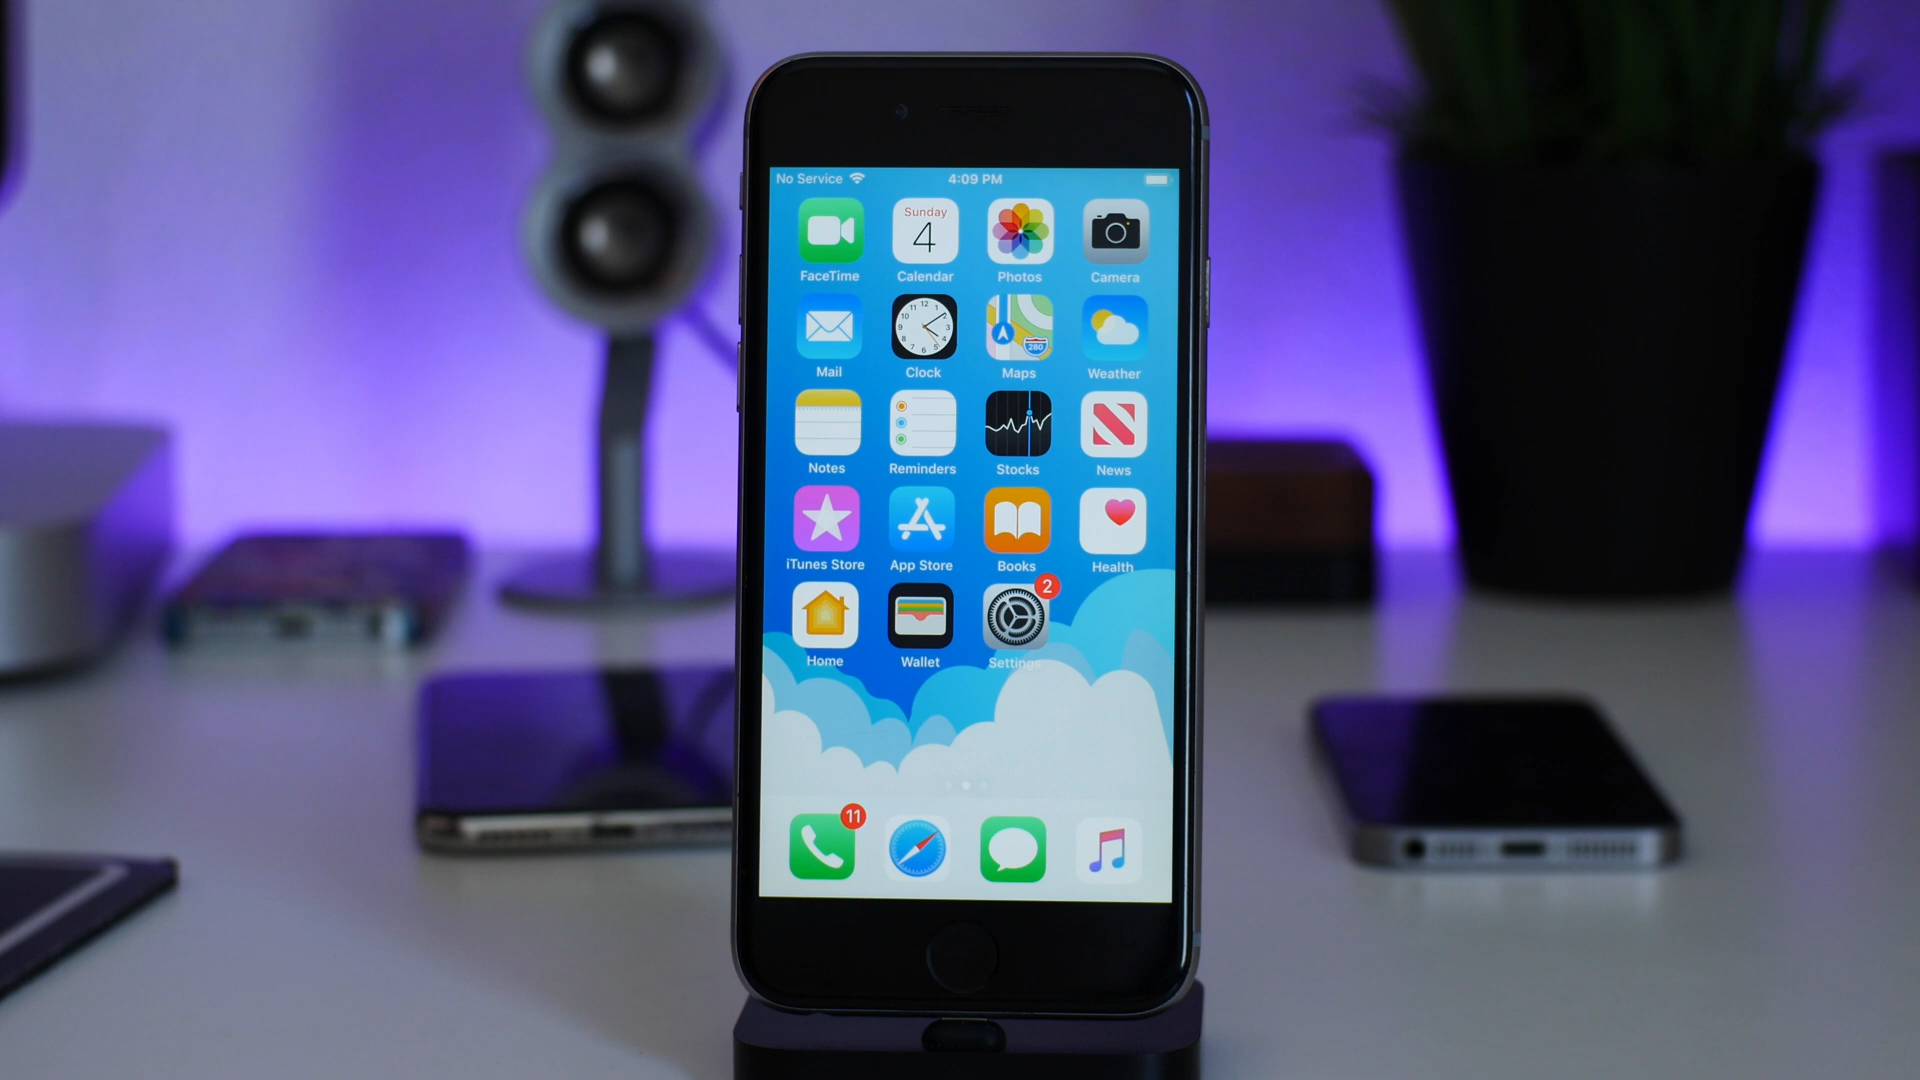 No Service 4:09 PM
Sunday
4
FaceTime Calendar Photos Camera
280
Mail Clock Maps Weather
Notes Reminders Stocks News
iTunes Store App Store Books Health
2
Home Wallet Settings
11